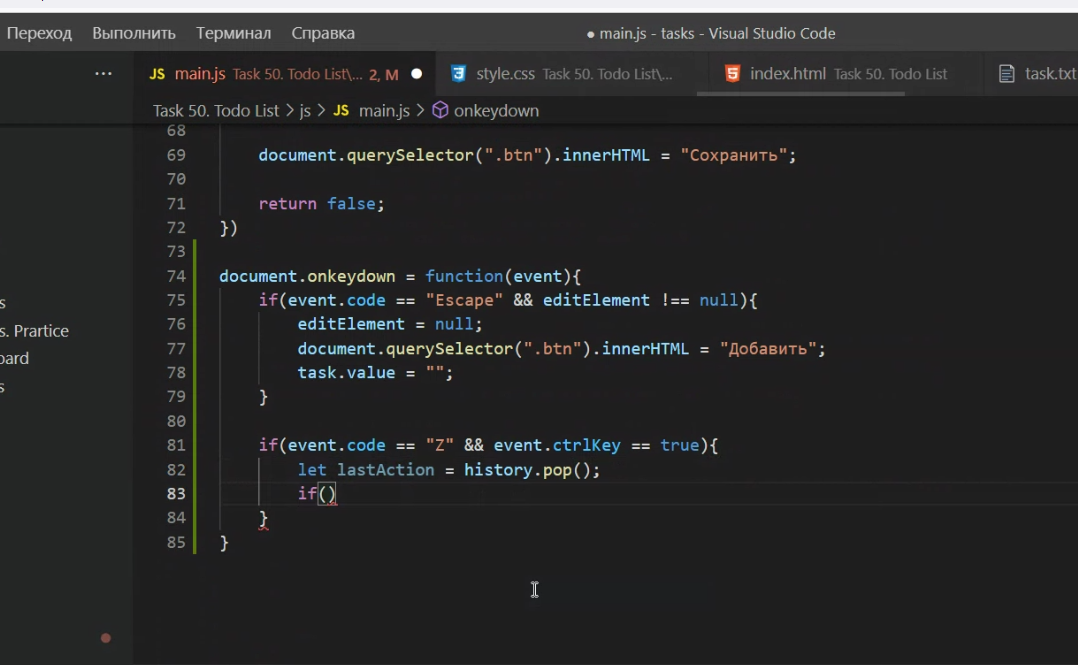 Переход Выполнить Терминал Справка ● main.js - tasks - Visual Studio Code
··· JS main.js Task 50. Todo List\... 2, M ● style.css Task 50. Todo List\... index.html Task 50. Todo List task.txt
Task 50. Todo List > js > JS main.js > onkeydown
68
69 document.querySelector(".btn").innerHTML = "Сохранить";
70
71 return false;
72 })
73
74 document.onkeydown = function(event){
75 if(event.code == "Escape" && editElement !== null){
76 editElement = null;
77 document.querySelector(".btn").innerHTML = "Добавить";
78 task.value = "";
79 }
80
81 if(event.code == "Z" && event.ctrlKey == true){
82 let lastAction = history.pop();
83 if()
84 }
85 }
s
s. Prartice
oard
s